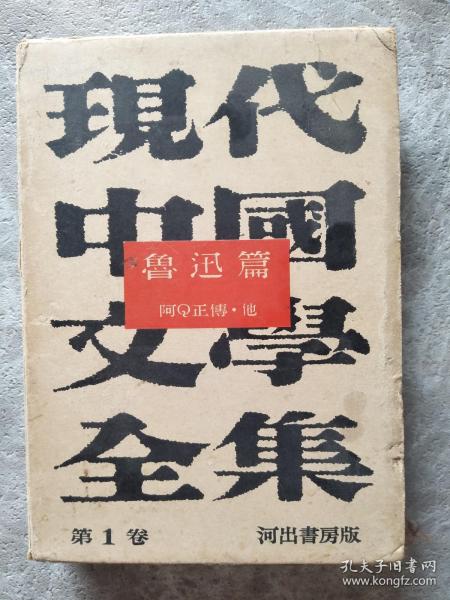 現代
中國
文學
全集
魯迅篇
阿Q正傳・他
第1卷
河出書房版
孔夫子旧书网
www.kongfz.com